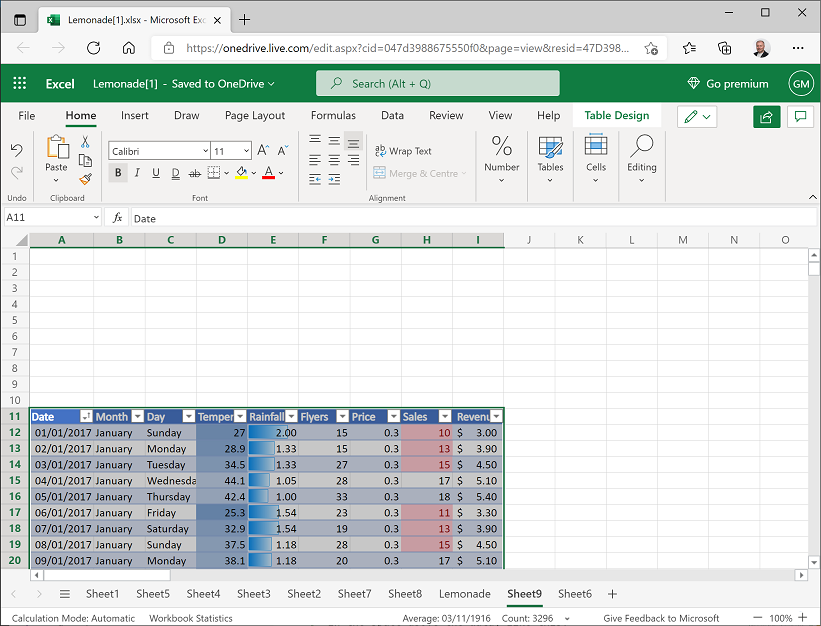 Lemonade[1].xlsx - Microsoft Exc
https://onedrive.live.com/edit.aspx?cid=047d3988675550f0&page=view&resid=47D398...
Excel Lemonade[1] - Saved to OneDrive Search (Alt + Q) Go premium GM
File Home Insert Draw Page Layout Formulas Data Review View Help Table Design
Paste Calibri 11 Wrap Text Number Tables Cells Editing
B I U D ab A Merge & Centre
Undo Clipboard Font Alignment
A11 fx Date
A B C D E F G H I J K L M N O
1
2
3
4
5
6
7
8
9
10
11 Date Month Day Temper Rainfall Flyers Price Sales Revenu
12 01/01/2017 January Sunday 27 2.00 15 0.3 10 $ 3.00
13 02/01/2017 January Monday 28.9 1.33 15 0.3 13 $ 3.90
14 03/01/2017 January Tuesday 34.5 1.33 27 0.3 15 $ 4.50
15 04/01/2017 January Wednesda 44.1 1.05 28 0.3 17 $ 5.10
16 05/01/2017 January Thursday 42.4 1.00 33 0.3 18 $ 5.40
17 06/01/2017 January Friday 25.3 1.54 23 0.3 11 $ 3.30
18 07/01/2017 January Saturday 32.9 1.54 19 0.3 13 $ 3.90
19 08/01/2017 January Sunday 37.5 1.18 28 0.3 15 $ 4.50
20 09/01/2017 January Monday 38.1 1.18 20 0.3 17 $ 5.10
Sheet1 Sheet5 Sheet4 Sheet3 Sheet2 Sheet7 Sheet8 Lemonade Sheet9 Sheet6
Calculation Mode: Automatic Workbook Statistics Average: 03/11/1916 Count: 3296 Give Feedback to Microsoft 100%